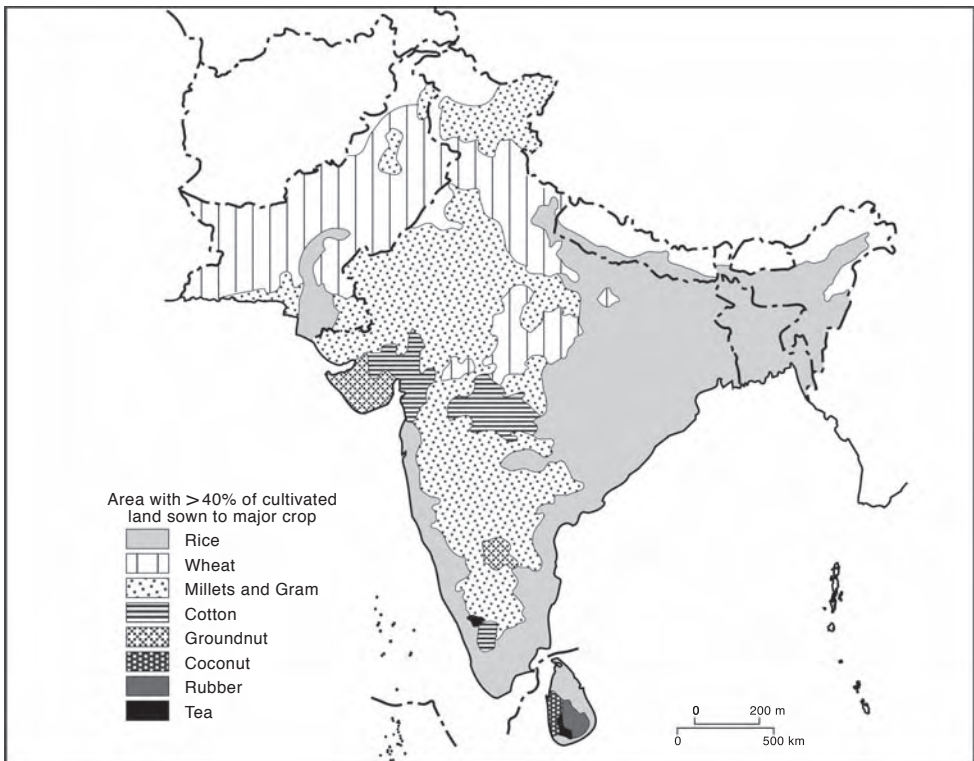 Area with >40% of cultivated
land sown to major crop
Rice
Wheat
Millets and Gram
Cotton
Groundnut
Coconut
Rubber
Tea
0 200 m
0 500 km